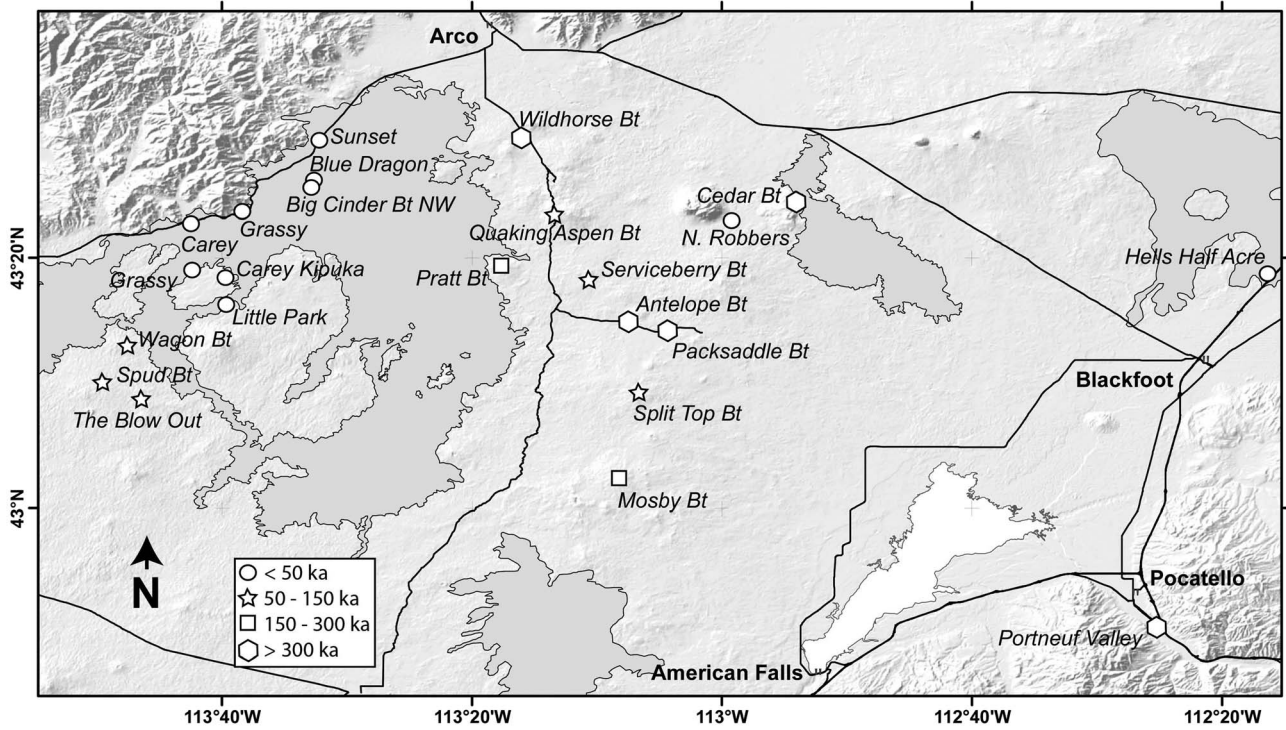 Arco
Wildhorse Bt
Sunset
Blue Dragon
Big Cinder Bt NW
Cedar Bt
Grassy
Quaking Aspen Bt
N. Robbers
Carey
43°20'N
Hells Half Acre
Grassy
Carey Kipuka
Pratt Bt
Serviceberry Bt
Antelope Bt
Little Park
Wagon Bt
Packsaddle Bt
Spud Bt
Blackfoot
The Blow Out
Split Top Bt
Mosby Bt
43°N
N
< 50 ka
50 - 150 ka
150 - 300 ka
> 300 ka
Pocatello
Portneuf Valley
American Falls
113°40'W
113°20'W
113°W
112°40'W
112°20'W